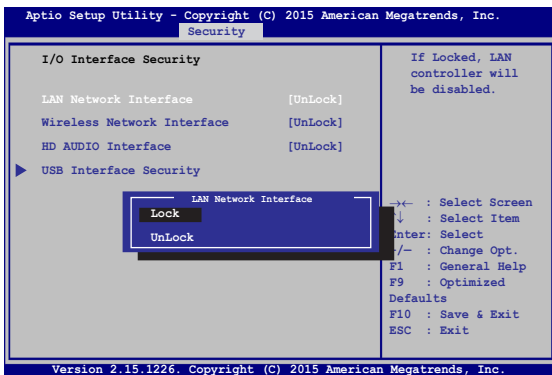 Aptio Setup Utility - Copyright (C) 2015 American Megatrends, Inc.
Security
I/O Interface Security
LAN Network Interface [UnLock]
Wireless Network Interface [UnLock]
HD AUDIO Interface [UnLock]
USB Interface Security
LAN Network Interface
Lock
UnLock
If Locked, LAN
controller will
be disabled.
→← : Select Screen
↑↓ : Select Item
Enter: Select
+/— : Change Opt.
F1 : General Help
F9 : Optimized
Defaults
F10 : Save & Exit
ESC : Exit
Version 2.15.1226. Copyright (C) 2015 American Megatrends, Inc.